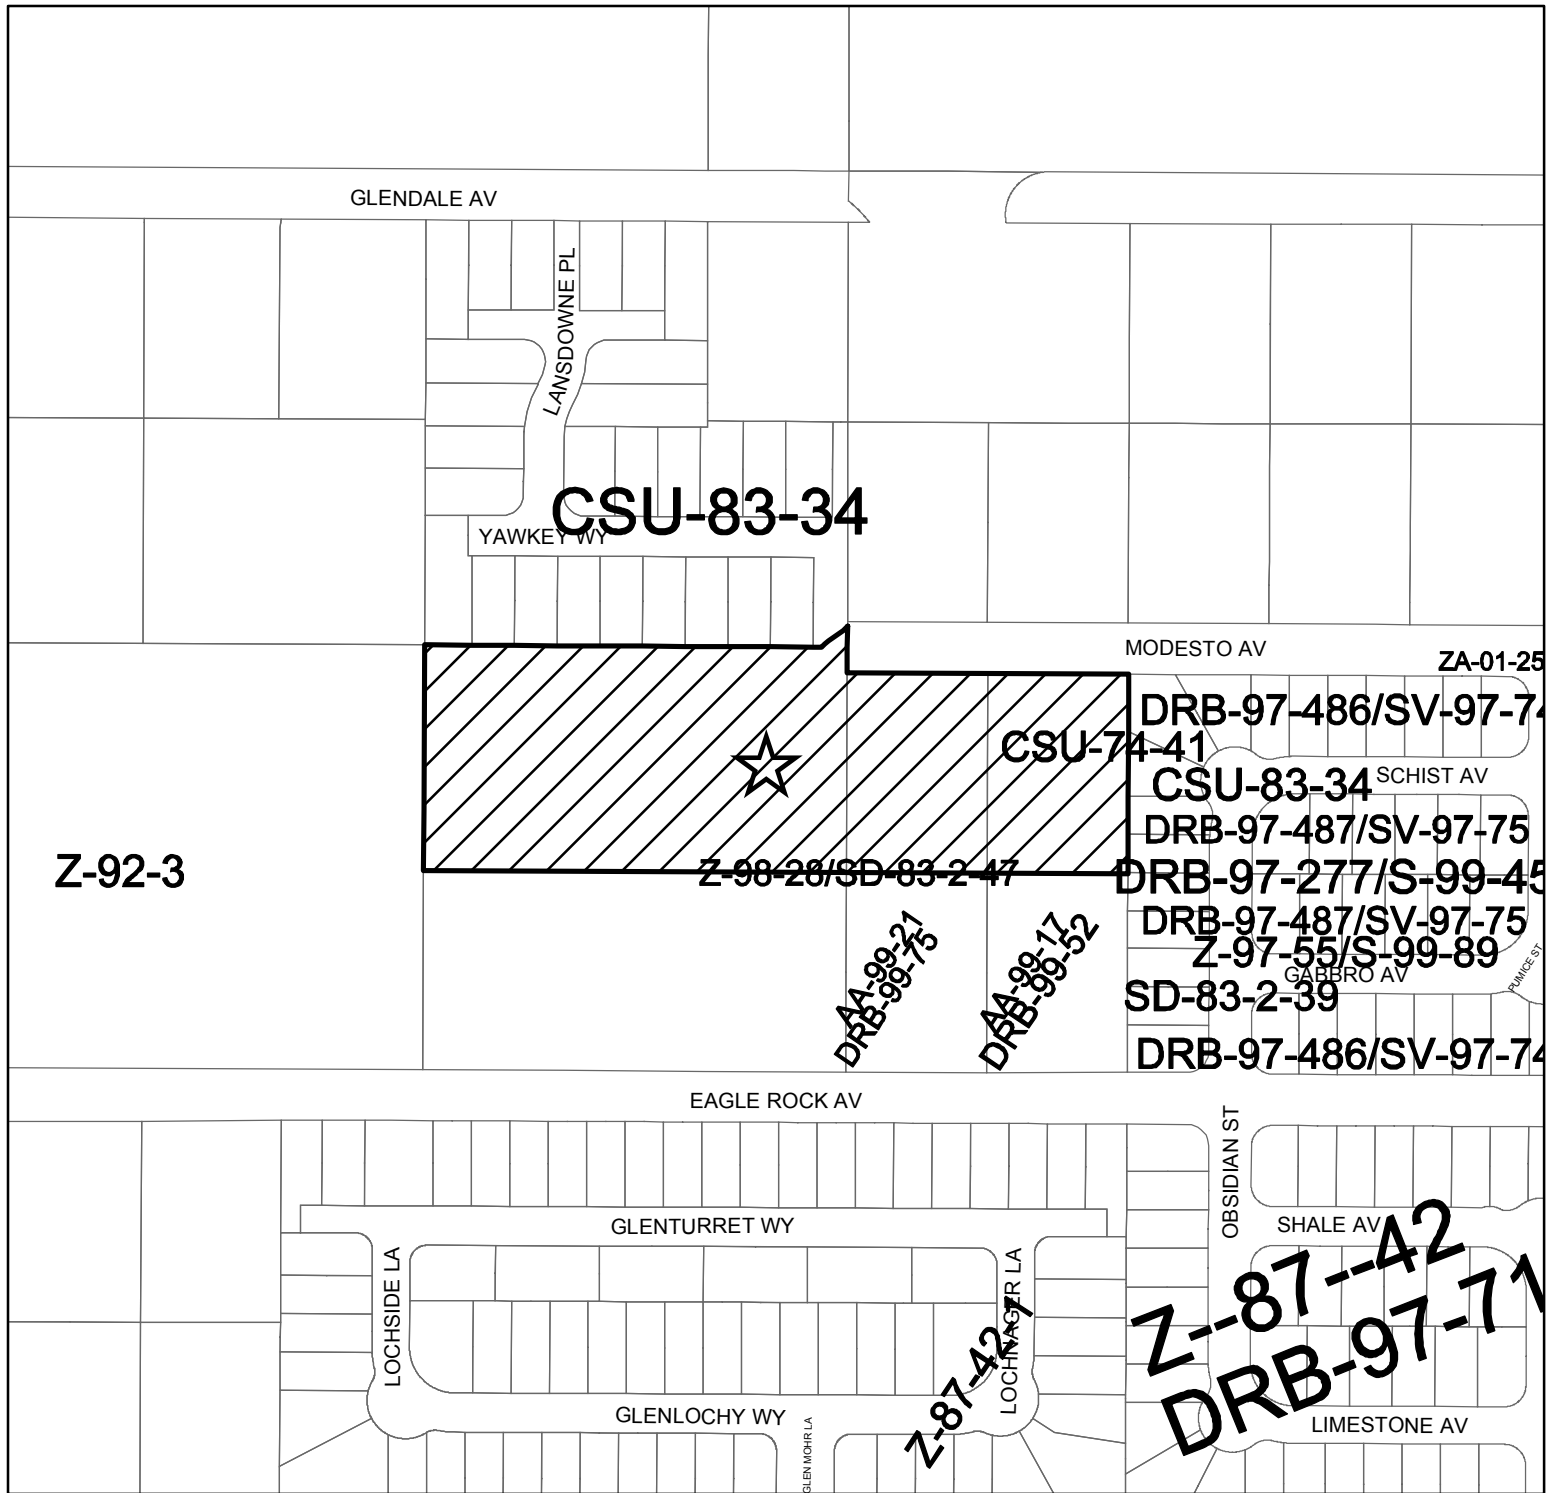 GLENDALE AV
LANSDOWNE PL
CSU-83-34
YAWKEY WY
MODESTO AV
ZA-01-25
DRB-97-486/SV-97-74
CSU-74-41
SCHIST AV
CSU-83-34
DRB-97-487/SV-97-75
Z-92-3
Z-98-28/SD-83-2-47
DRB-97-277/S-99-45
DRB-97-487/SV-97-75
AA-99-21
DRB-99-75
AA-99-17
DRB-99-52
Z-97-55/S-99-89
GABBRO AV
PUMICE ST
SD-83-2-39
DRB-97-486/SV-97-74
EAGLE ROCK AV
OBSIDIAN ST
GLENTURRET WY
SHALE AV
LOCHSIDE LA
LOCHNAGER LA
Z--87--42
DRB-97-71
Z-87-42-7
GLENLOCHY WY
GLEN MOHR LA
LIMESTONE AV